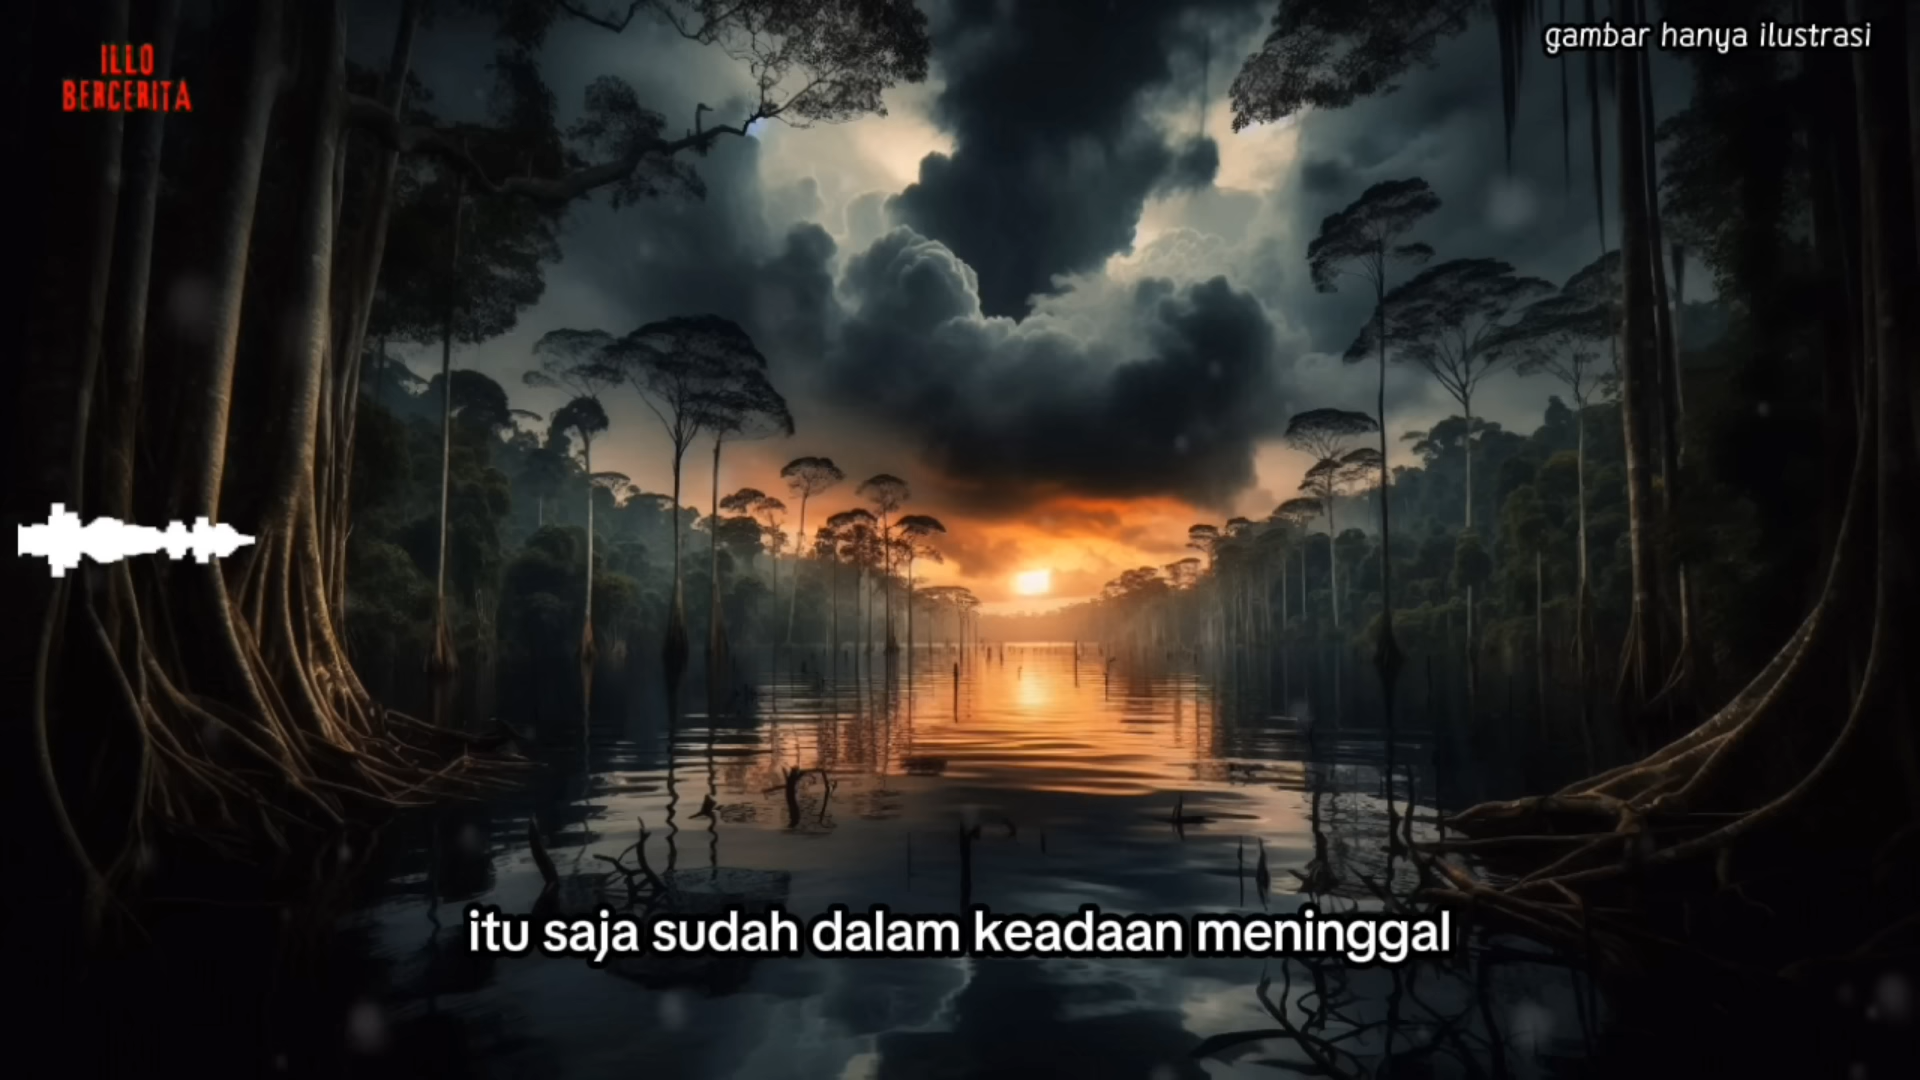 ILLO
BERCERITA
gambar hanya ilustrasi
itu saja sudah dalam keadaan meninggal